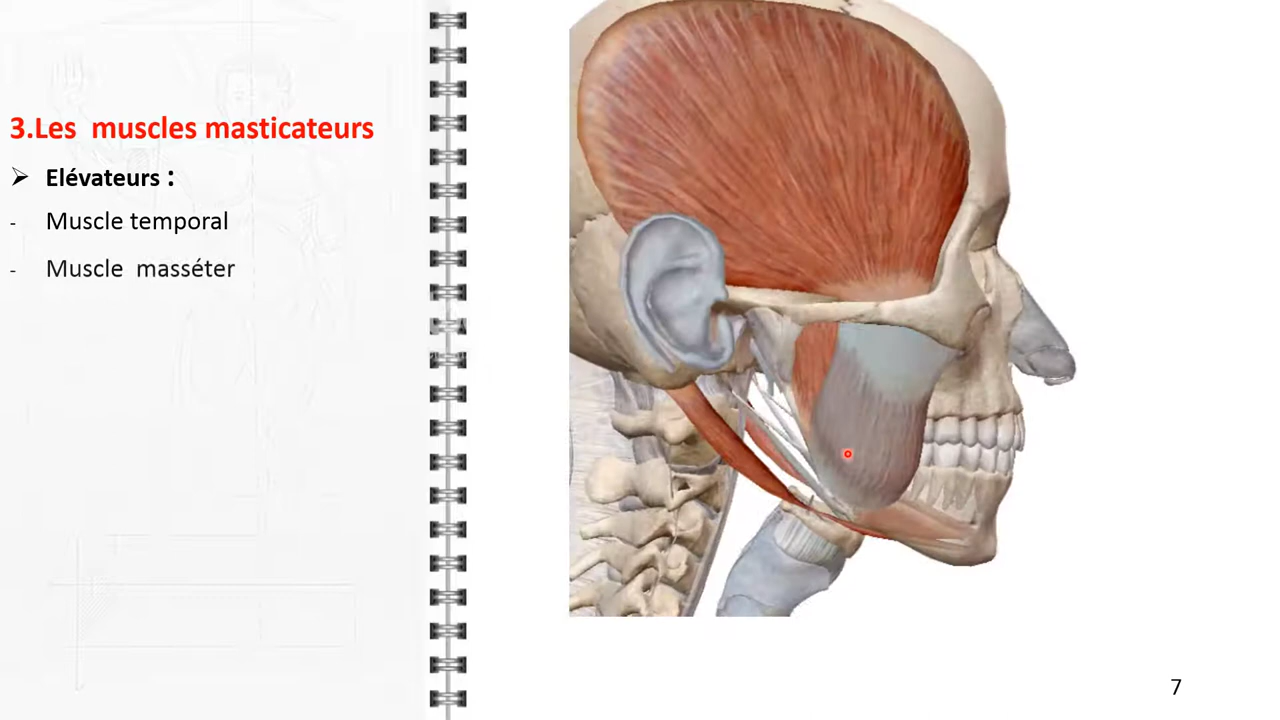 3.Les muscles masticateurs
➢ Elévateurs :
- Muscle temporal
- Muscle masséter
7